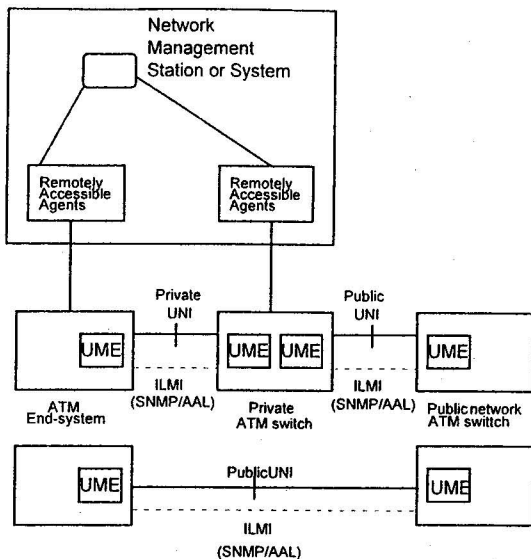 Network
Management
Station or System
Remotely
Accessible
Agents
Remotely
Accessible
Agents
Private
UNI
Public
UNI
UME
UME
UME
UME
ILMI
(SNMP/AAL)
ILMI
(SNMP/AAL)
ATM
End-system
Private
ATM switch
Public network
ATM swittch
UME
PublicUNI
UME
ILMI
(SNMP/AAL)